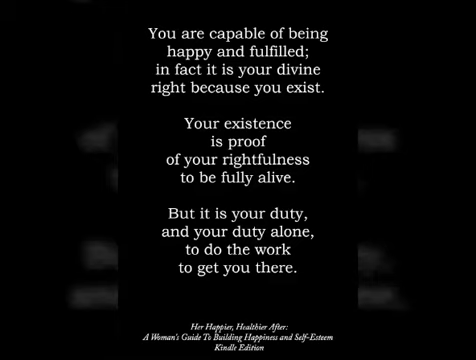 You are capable of being
happy and fulfilled;
in fact it is your divine
right because you exist.
Your existence
is proof
of your rightfulness
to be fully alive.
But it is your duty,
and your duty alone,
to do the work
to get you there.
Her Happier, Healthier After:
A Woman's Guide To Building Happiness and Self-Esteem
Kindle Edition